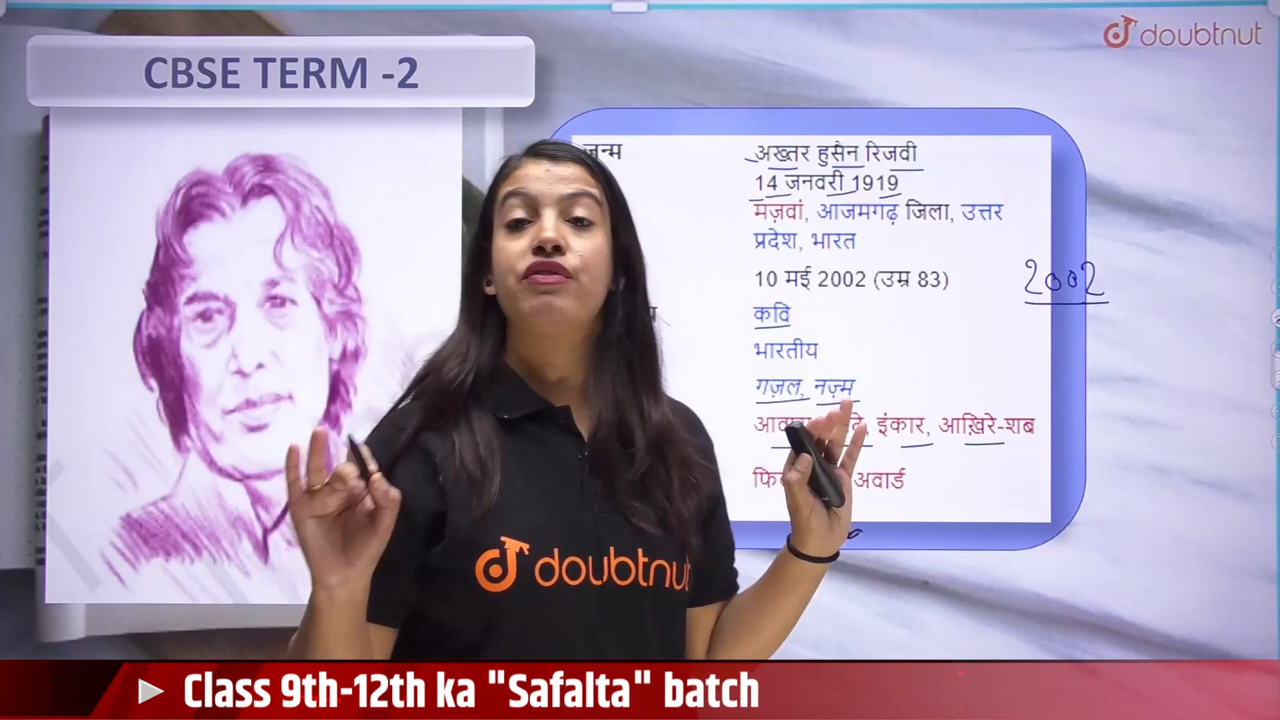 doubtnut
CBSE TERM -2
जन्म
अख्तर हुसैन रिजवी
14 जनवरी 1919
मज़वां, आजमगढ़ जिला, उत्तर
प्रदेश, भारत
10 मई 2002 (उम्र 83)
2002
कवि
भारतीय
गज़ल, नज़्म
इंकार, आख़िरे-शब
अवार्ड
doubtnut
Class 9th-12th ka "Safalta" batch